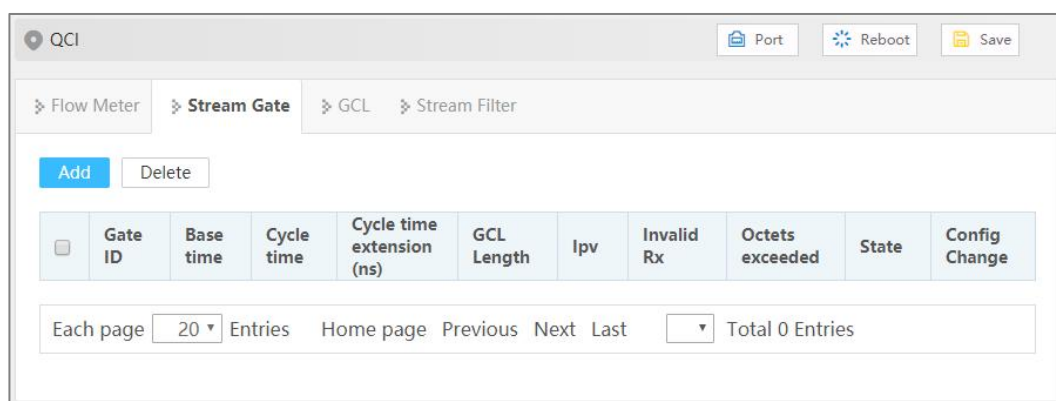 QCI Port Reboot Save
Flow Meter Stream Gate GCL Stream Filter
Add Delete
Gate ID Base time Cycle time Cycle time extension (ns) GCL Length Ipv Invalid Rx Octets exceeded State Config Change
Each page 20 Entries Home page Previous Next Last Total 0 Entries